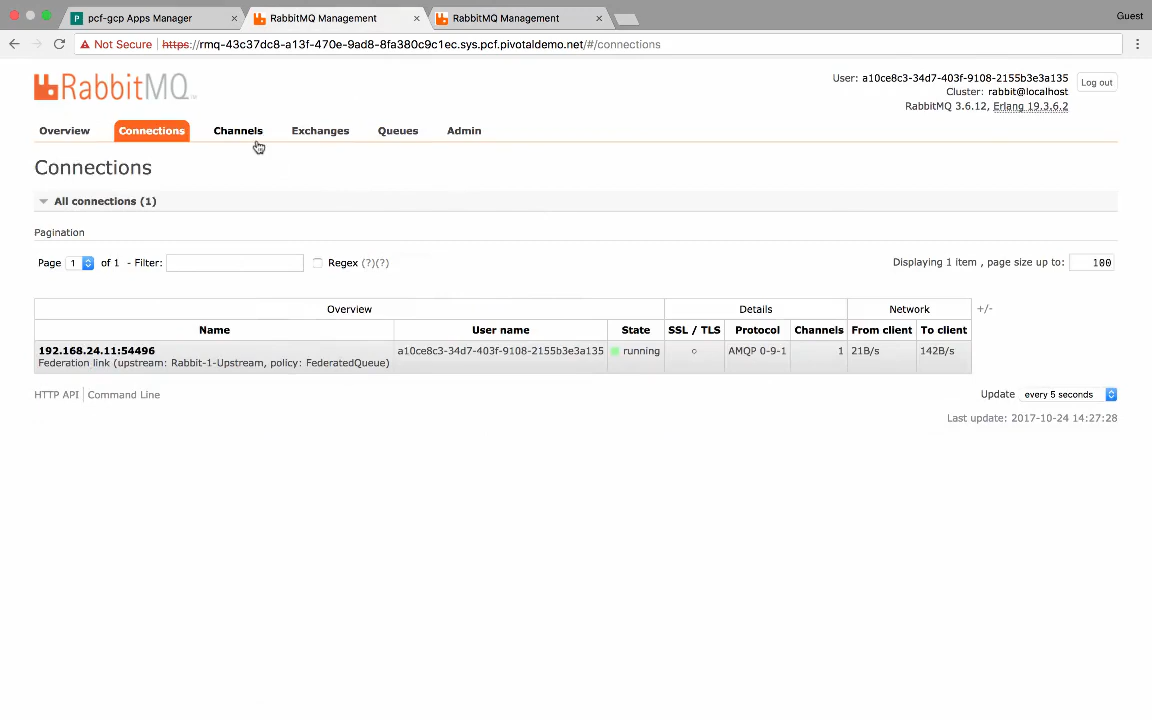 pcf-gcp Apps Manager
RabbitMQ Management
RabbitMQ Management
Guest
Not Secure
https://rmq-43c37dc8-a13f-470e-9ad8-8fa380c9c1ec.sys.pcf.pivotaldemo.net/#/connections
RabbitMQ
User: a10ce8c3-34d7-403f-9108-2155b3e3a135
Log out
Cluster: rabbit@localhost
RabbitMQ 3.6.12, Erlang 19.3.6.2
Overview Connections Channels Exchanges Queues Admin
Connections
All connections (1)
Pagination
Page 1 of 1 - Filter: Regex (?)(?) Displaying 1 item , page size up to: 100
Overview Details Network +/-
Name User name State SSL / TLS Protocol Channels From client To client
192.168.24.11:54496 a10ce8c3-34d7-403f-9108-2155b3e3a135 running ○ AMQP 0-9-1 1 21B/s 142B/s
Federation link (upstream: Rabbit-1-Upstream, policy: FederatedQueue)
HTTP API Command Line Update every 5 seconds
Last update: 2017-10-24 14:27:28